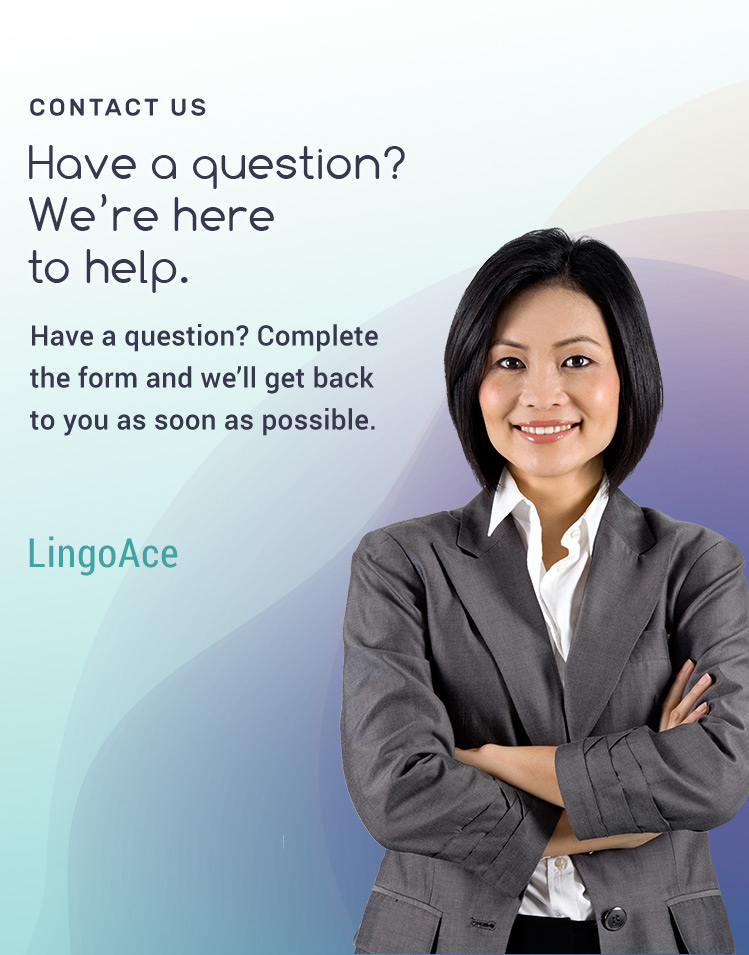 CONTACT US
Have a question?
We’re here
to help.
Have a question? Complete
the form and we’ll get back
to you as soon as possible.
LingoAce